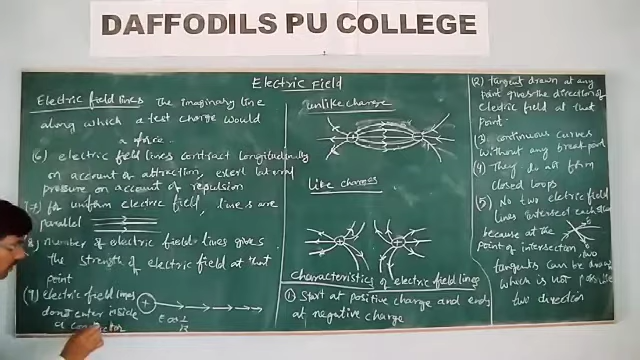 DAFFODILS PU COLLEGE
Electric Field
Electric field lines The imaginary line
along which a test charge would
a force.
(6) electric field lines contract longitudinally
on account of attraction, exert lateral
pressure on account of repulsion
(7) for uniform electric field, lines are
parallel
(8) number of electric field lines gives
the strength of electric field at that
point
(9) electric field lines
do not enter inside
a conductor
unlike charge
Like charges
characteristics of electric field lines
(1) start at positive charge and ends
at negative charge
(2) tangent drawn at any
point gives the direction of
electric field at that
point.
(3) continuous curves
without any break point
(4) They do not form
closed loops
(5) No two electric field
lines intersect each
because at the
point of intersection
two
tangents can be
which is not
two direction